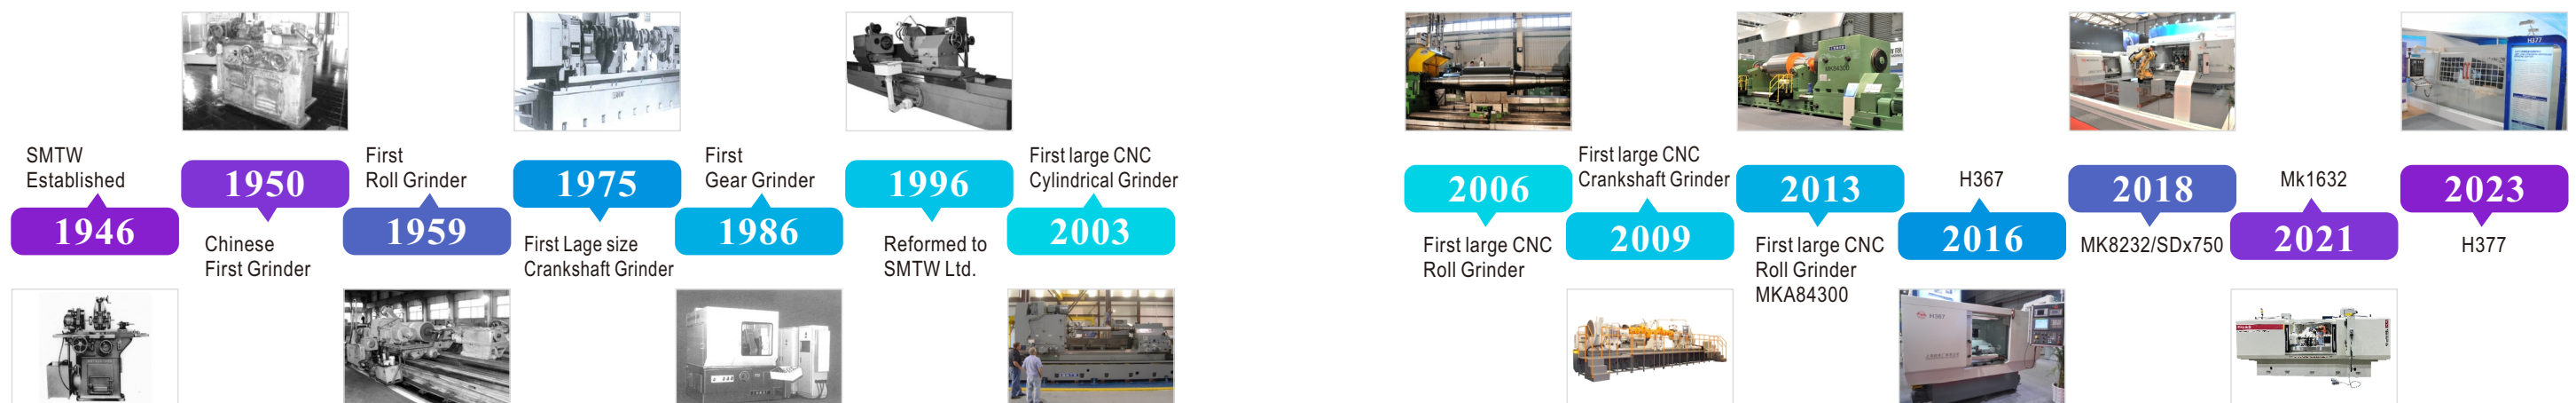 SMTW
Established
1946
1950
Chinese
First Grinder
First
Roll Grinder
1959
1975
First Lage size
Crankshaft Grinder
First
Gear Grinder
1986
1996
Reformed to
SMTW Ltd.
First large CNC
Cylindrical Grinder
2003
2006
First large CNC
Roll Grinder
First large CNC
Crankshaft Grinder
2009
MK84300
2013
First large CNC
Roll Grinder
MKA84300
H367
2016
2018
MK8232/SDx750
Mk1632
2021
H377
2023
H377